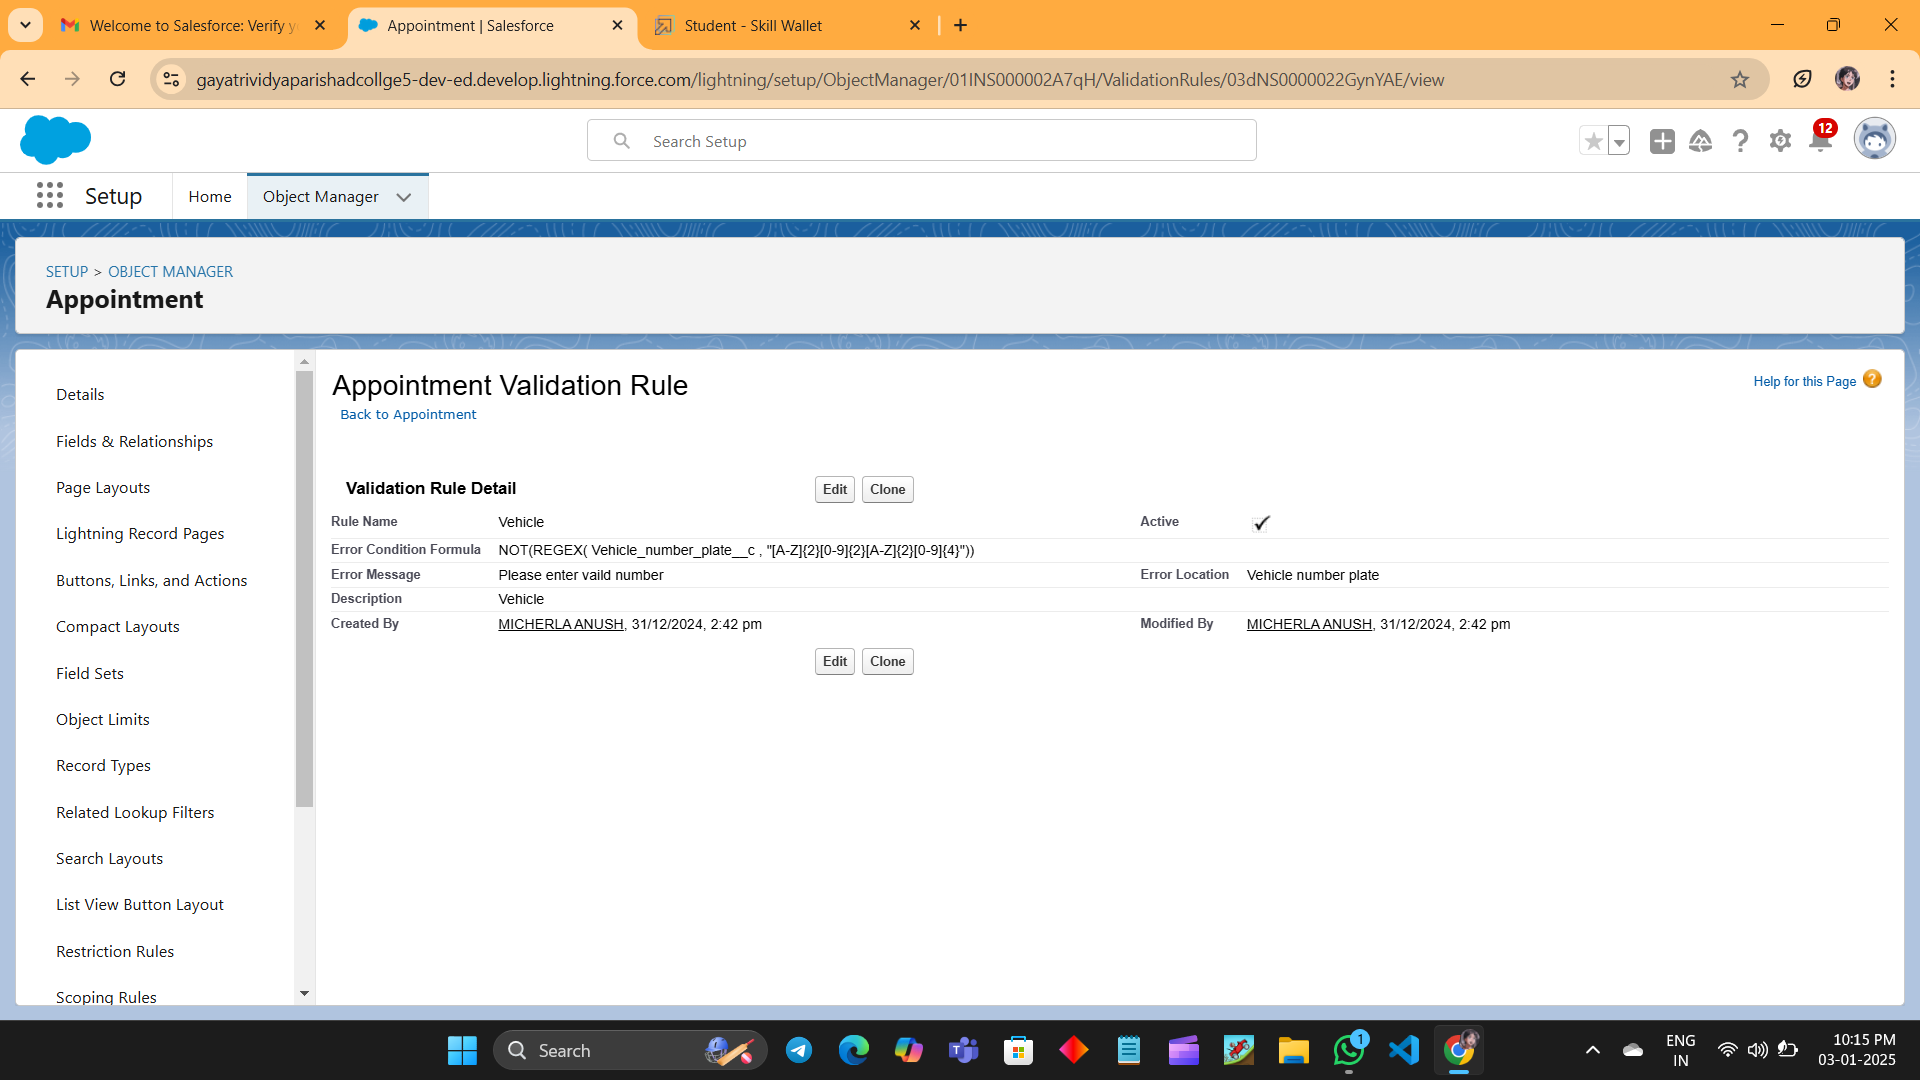 Welcome to Salesforce: Verify y
Appointment | Salesforce
Student - Skill Wallet
gayatrividyaparishadcollge5-dev-ed.develop.lightning.force.com/lightning/setup/ObjectManager/01INS000002A7qH/ValidationRules/03dNS0000022GynYAE/view
Search Setup
12
Setup
Home
Object Manager
SETUP > OBJECT MANAGER
Appointment
Details
Fields & Relationships
Page Layouts
Lightning Record Pages
Buttons, Links, and Actions
Compact Layouts
Field Sets
Object Limits
Record Types
Related Lookup Filters
Search Layouts
List View Button Layout
Restriction Rules
Scoping Rules
Appointment Validation Rule
Help for this Page ?
Back to Appointment
Validation Rule Detail
Edit Clone
Rule Name Vehicle Active
Error Condition Formula NOT(REGEX( Vehicle_number_plate__c , "[A-Z]{2}[0-9]{2}[A-Z]{2}[0-9]{4}"))
Error Message Please enter vaild number Error Location Vehicle number plate
Description Vehicle
Created By MICHERLA ANUSH, 31/12/2024, 2:42 pm Modified By MICHERLA ANUSH, 31/12/2024, 2:42 pm
Edit Clone
Search
1
ENG
IN
10:15 PM
03-01-2025